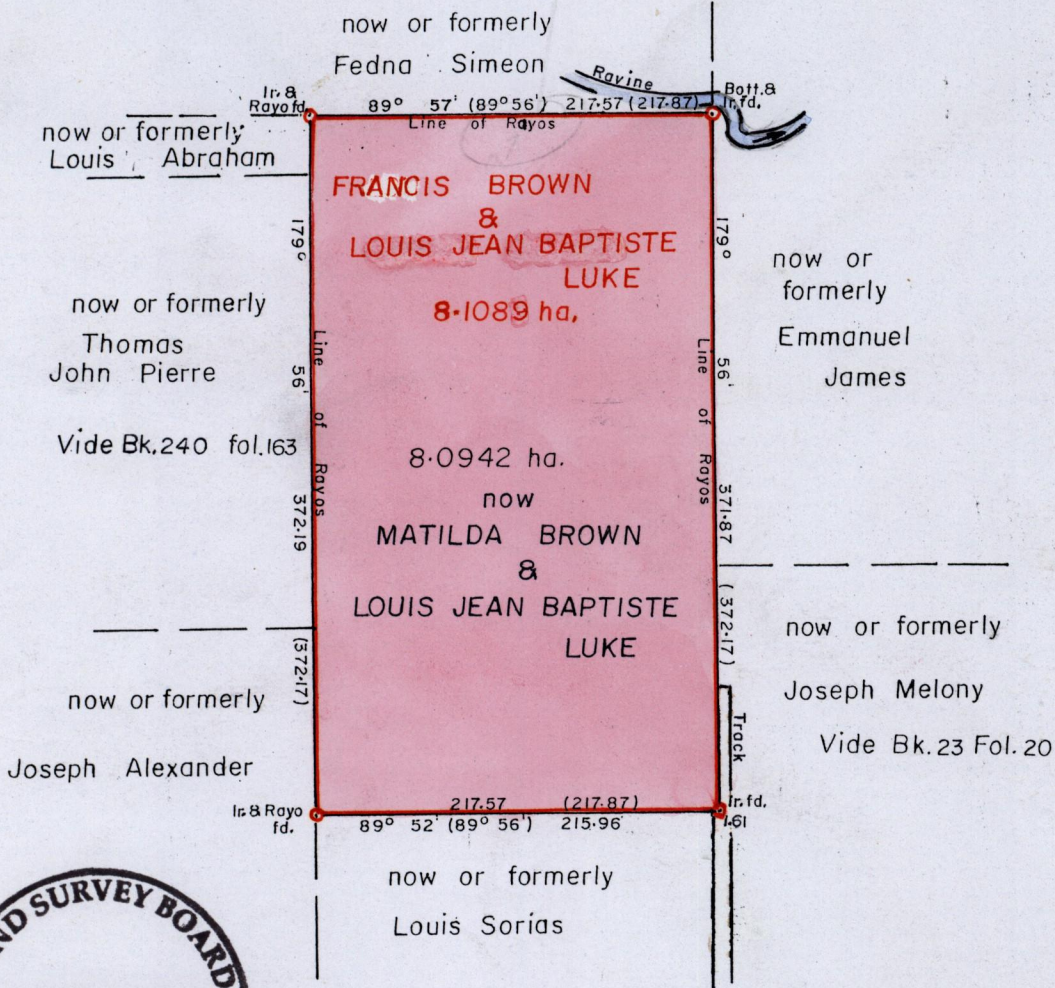 now or formerly
Fedna Simeon
Ravine
Ir. &
Rayo fd.
Bott. &
Ir. fd.
89° 57' (89° 56') 217·57 (217·87)
Line of Rayos
now or formerly
Louis Abraham
FRANCIS BROWN
&
LOUIS JEAN BAPTISTE
LUKE
8·1089 ha.
179° 56' 372·19 (372·17)
Line of Rayos
179° 56' 371·87 (372·17)
Line of Rayos
now or
formerly
Emmanuel
James
now or formerly
Thomas
John Pierre
Vide Bk. 240 fol. 163
8·0942 ha.
now
MATILDA BROWN
&
LOUIS JEAN BAPTISTE
LUKE
now or formerly
Joseph Melony
Vide Bk. 23 Fol. 20
Track
now or formerly
Joseph Alexander
Ir. & Rayo
fd.
217.57 (217.87)
89° 52' (89° 56') 215·96
Ir. fd.
1.61
now or formerly
Louis Sorias
SURVEY BOARD